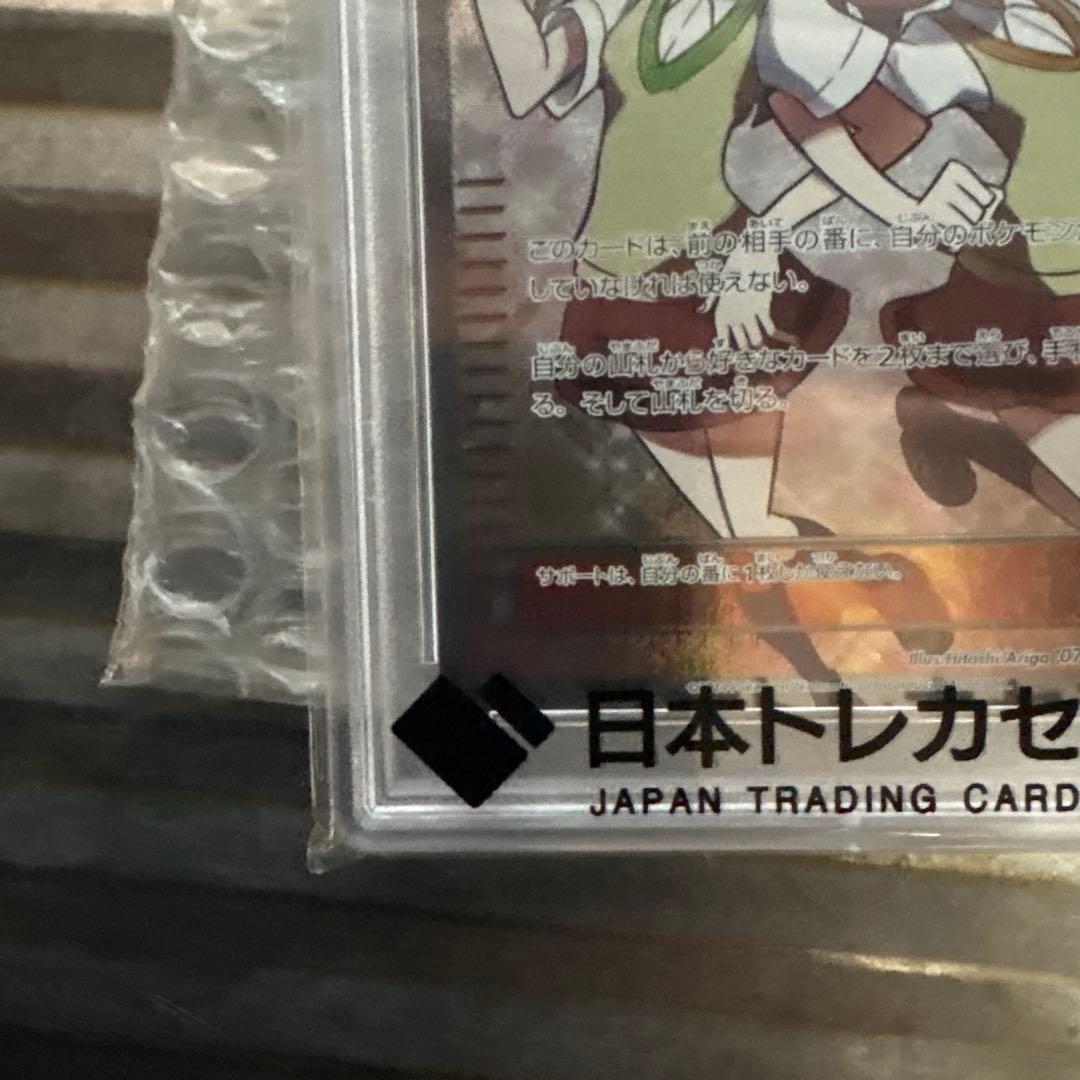 このカードは、前の相手の番に、自分のポケモンが
していなければ使えない。
自分の山札から好きなカードを2枚まで選び、手札
る。そして山札を切る。
サポートは、自分の番に1枚しか使えない。
Illus. Hitoshi Ariga
日本トレカセ
JAPAN TRADING CARD